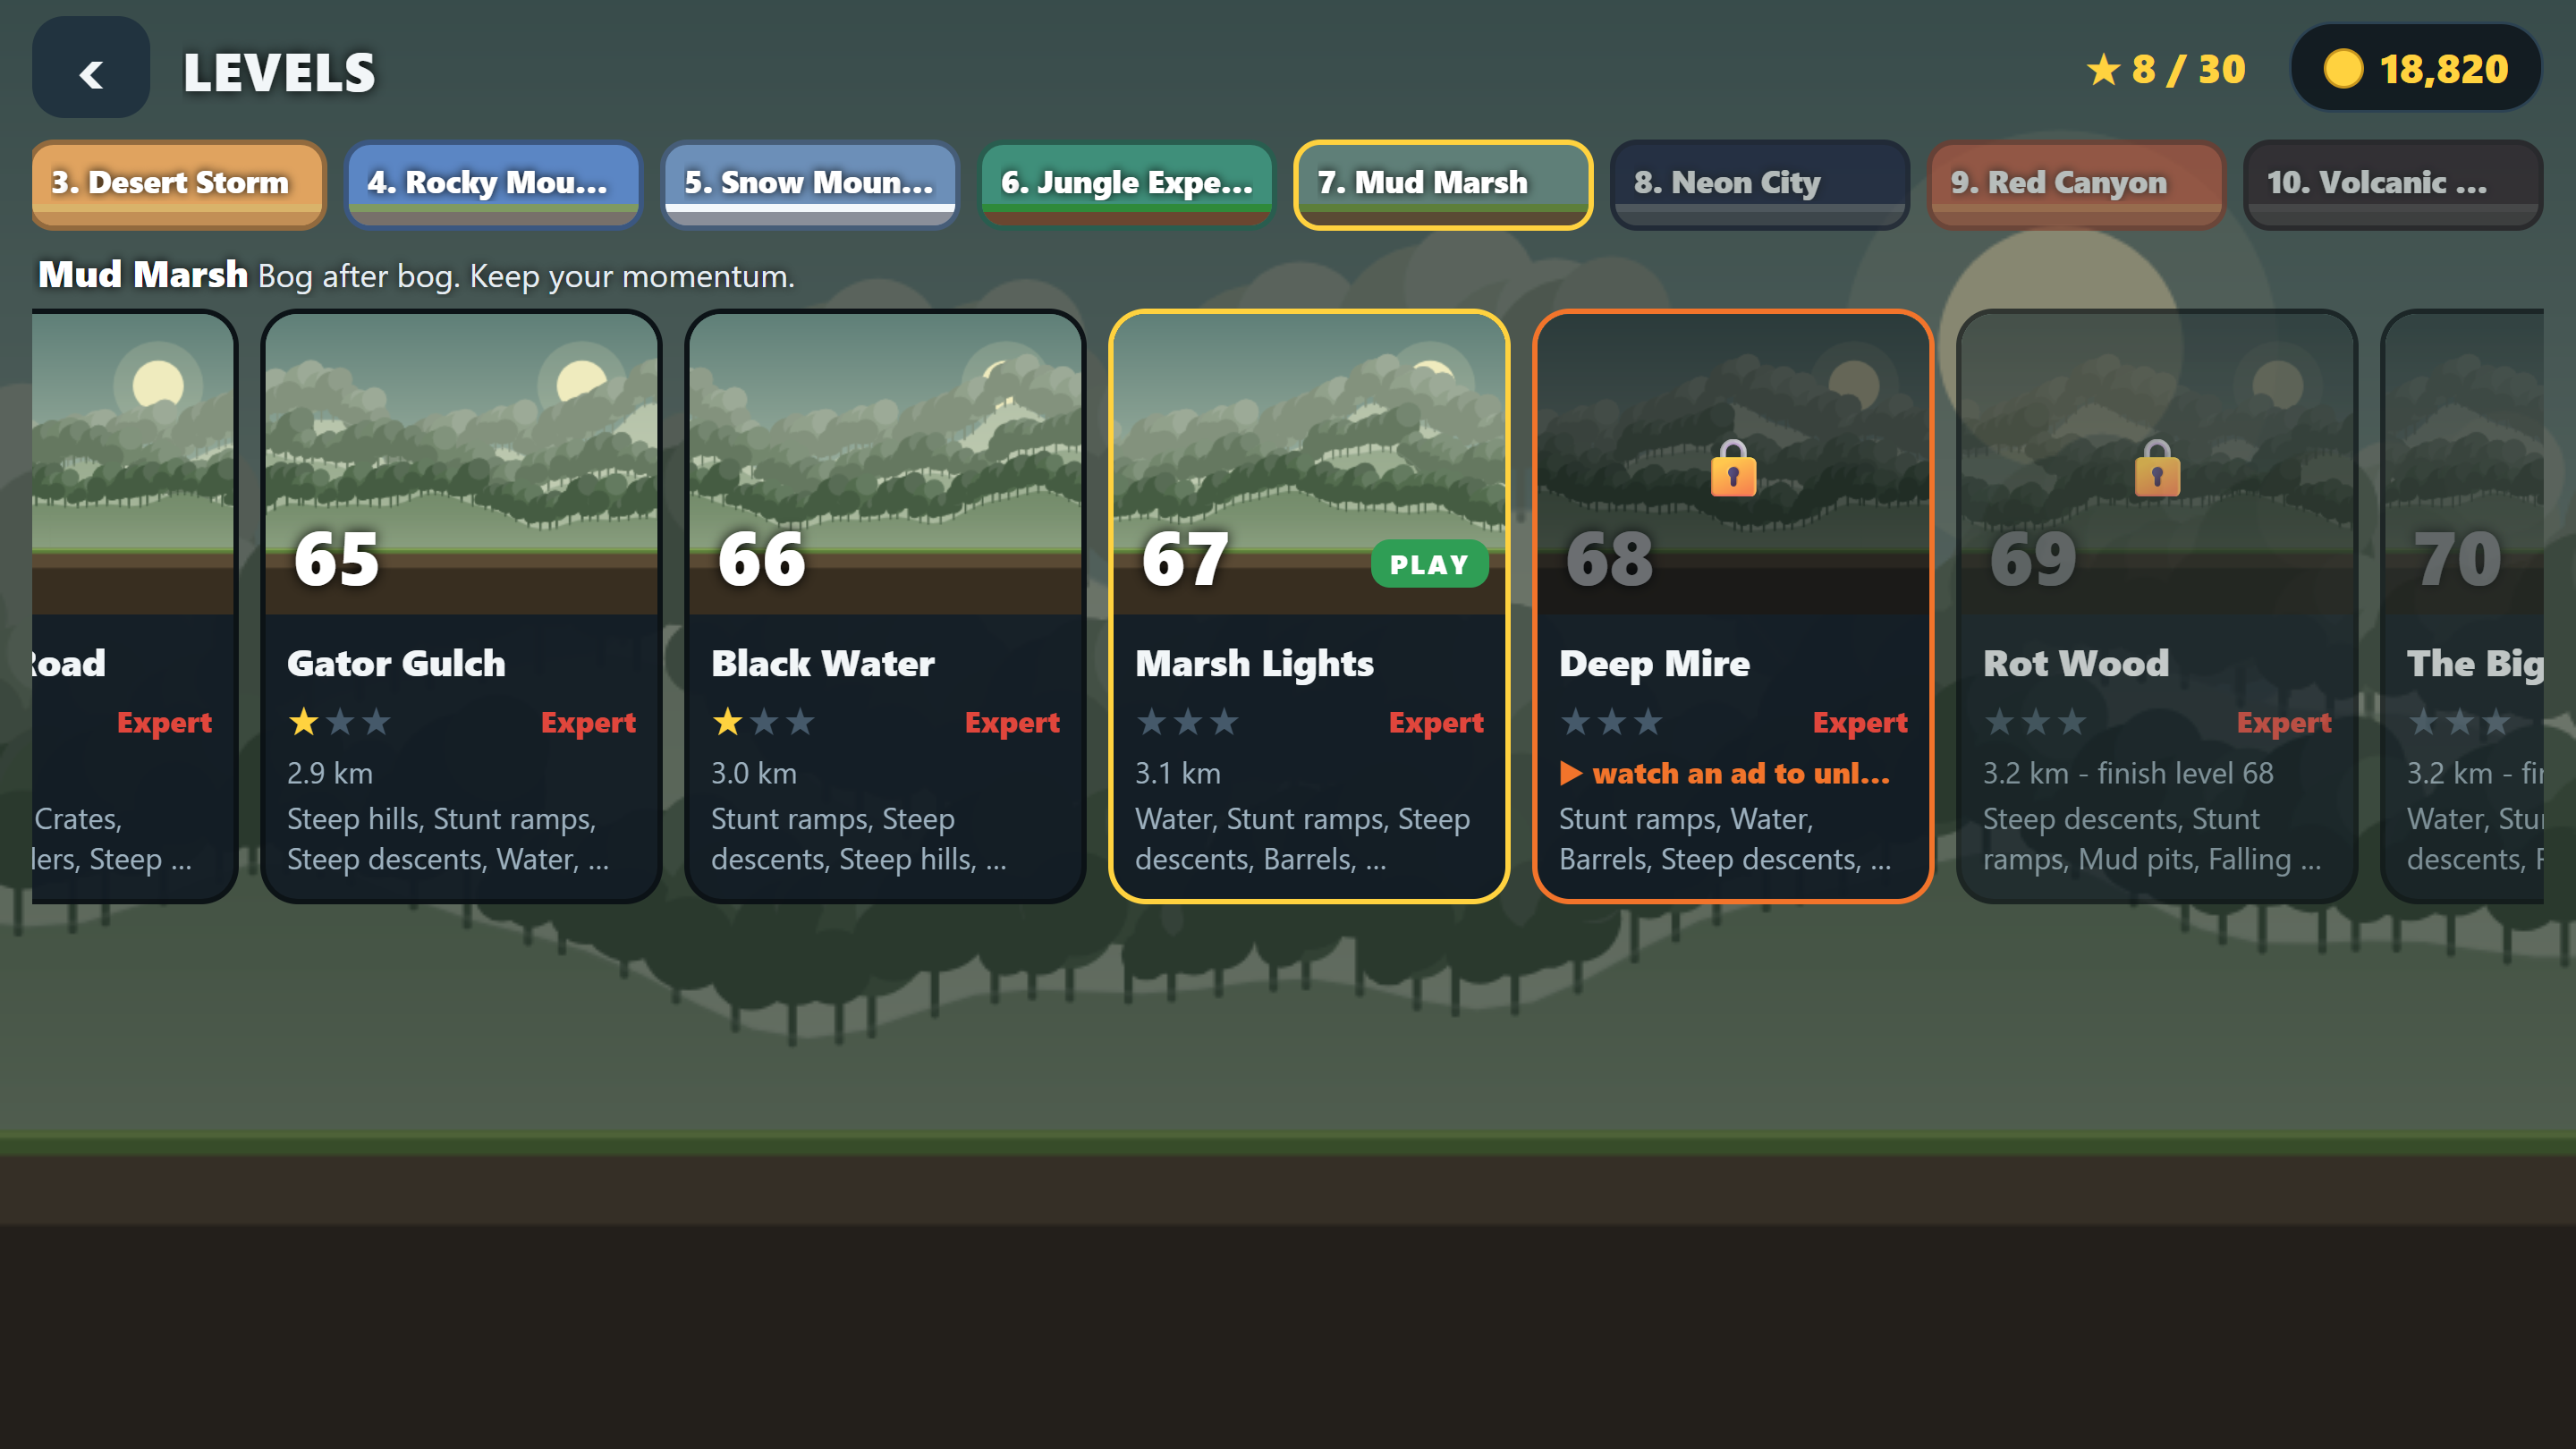 LEVELS
★ 8 / 30
18,820
3. Desert Storm
4. Rocky Mou...
5. Snow Moun...
6. Jungle Expe...
7. Mud Marsh
8. Neon City
9. Red Canyon
10. Volcanic ...
Mud Marsh Bog after bog. Keep your momentum.
Expert
Crates,
Steep ...
65
Gator Gulch
Expert
2.9 km
Steep hills, Stunt ramps,
Steep descents, Water, ...
66
Black Water
Expert
3.0 km
Stunt ramps, Steep
descents, Steep hills, ...
67
PLAY
Marsh Lights
Expert
3.1 km
Water, Stunt ramps, Steep
descents, Barrels, ...
68
Deep Mire
Expert
▶ watch an ad to unl...
Stunt ramps, Water,
Barrels, Steep descents, ...
69
Rot Wood
Expert
3.2 km - finish level 68
Steep descents, Stunt
ramps, Mud pits, Falling ...
70
The Big
3.2 km -
Water,
descents,